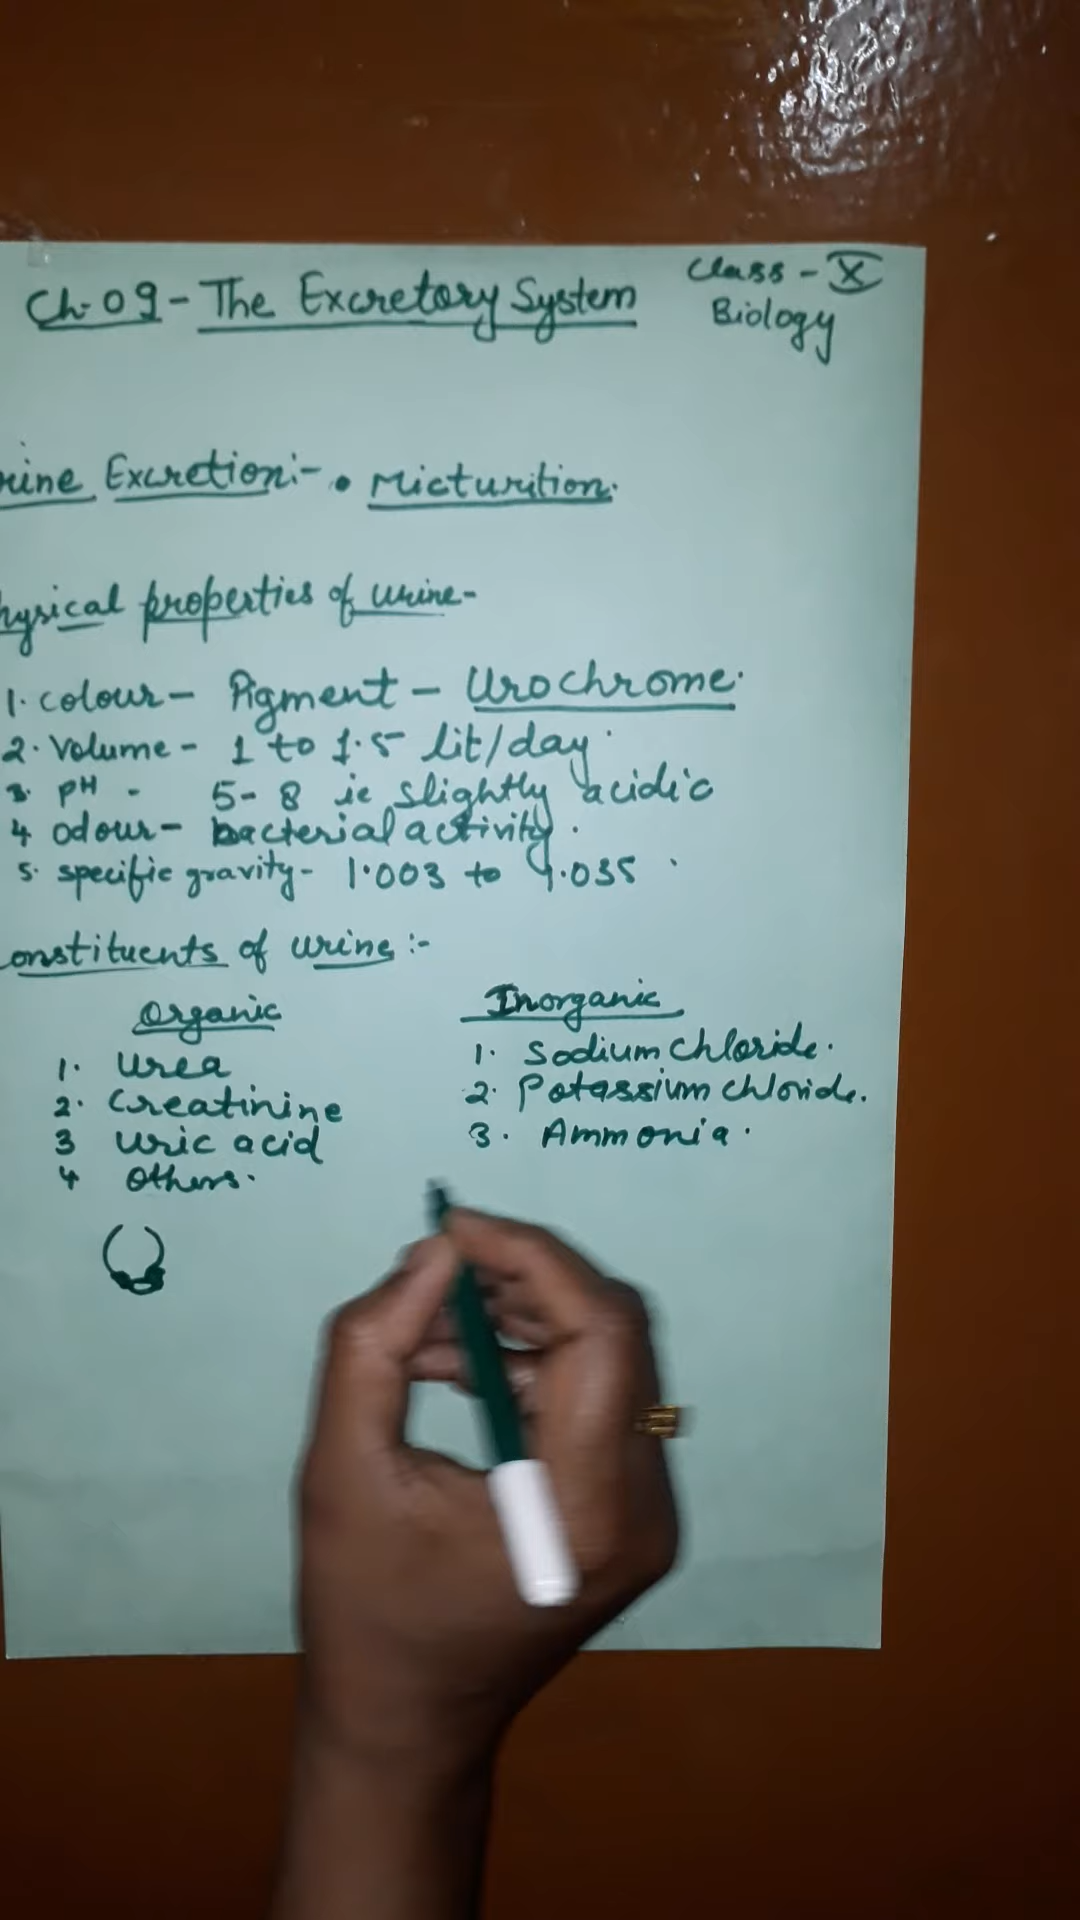 Ch-09 - The Excretory System
Class - X
Biology
rine Excretion:- • Micturition.
hysical properties of urine-
1. colour - Pigment - Urochrome.
2. Volume - 1 to 1.5 lit/day.
3. pH - 5-8 ie slightly acidic
4 odour - bacterial activity.
5. specific gravity - 1.003 to 1.035
onstituents of urine :-
Organic
Inorganic
1. Urea
1. Sodium Chloride.
2. Creatinine
2. Potassium chloride.
3 Uric acid
3. Ammonia.
4 Others.